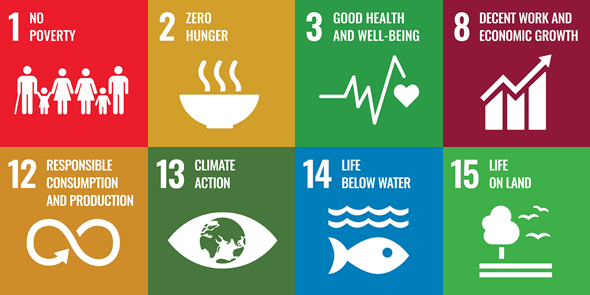 1 NO
POVERTY
2 ZERO
HUNGER
3 GOOD HEALTH
AND WELL-BEING
8 DECENT WORK AND
ECONOMIC GROWTH
12 RESPONSIBLE
CONSUMPTION
AND PRODUCTION
13 CLIMATE
ACTION
14 LIFE
BELOW WATER
15 LIFE
ON LAND